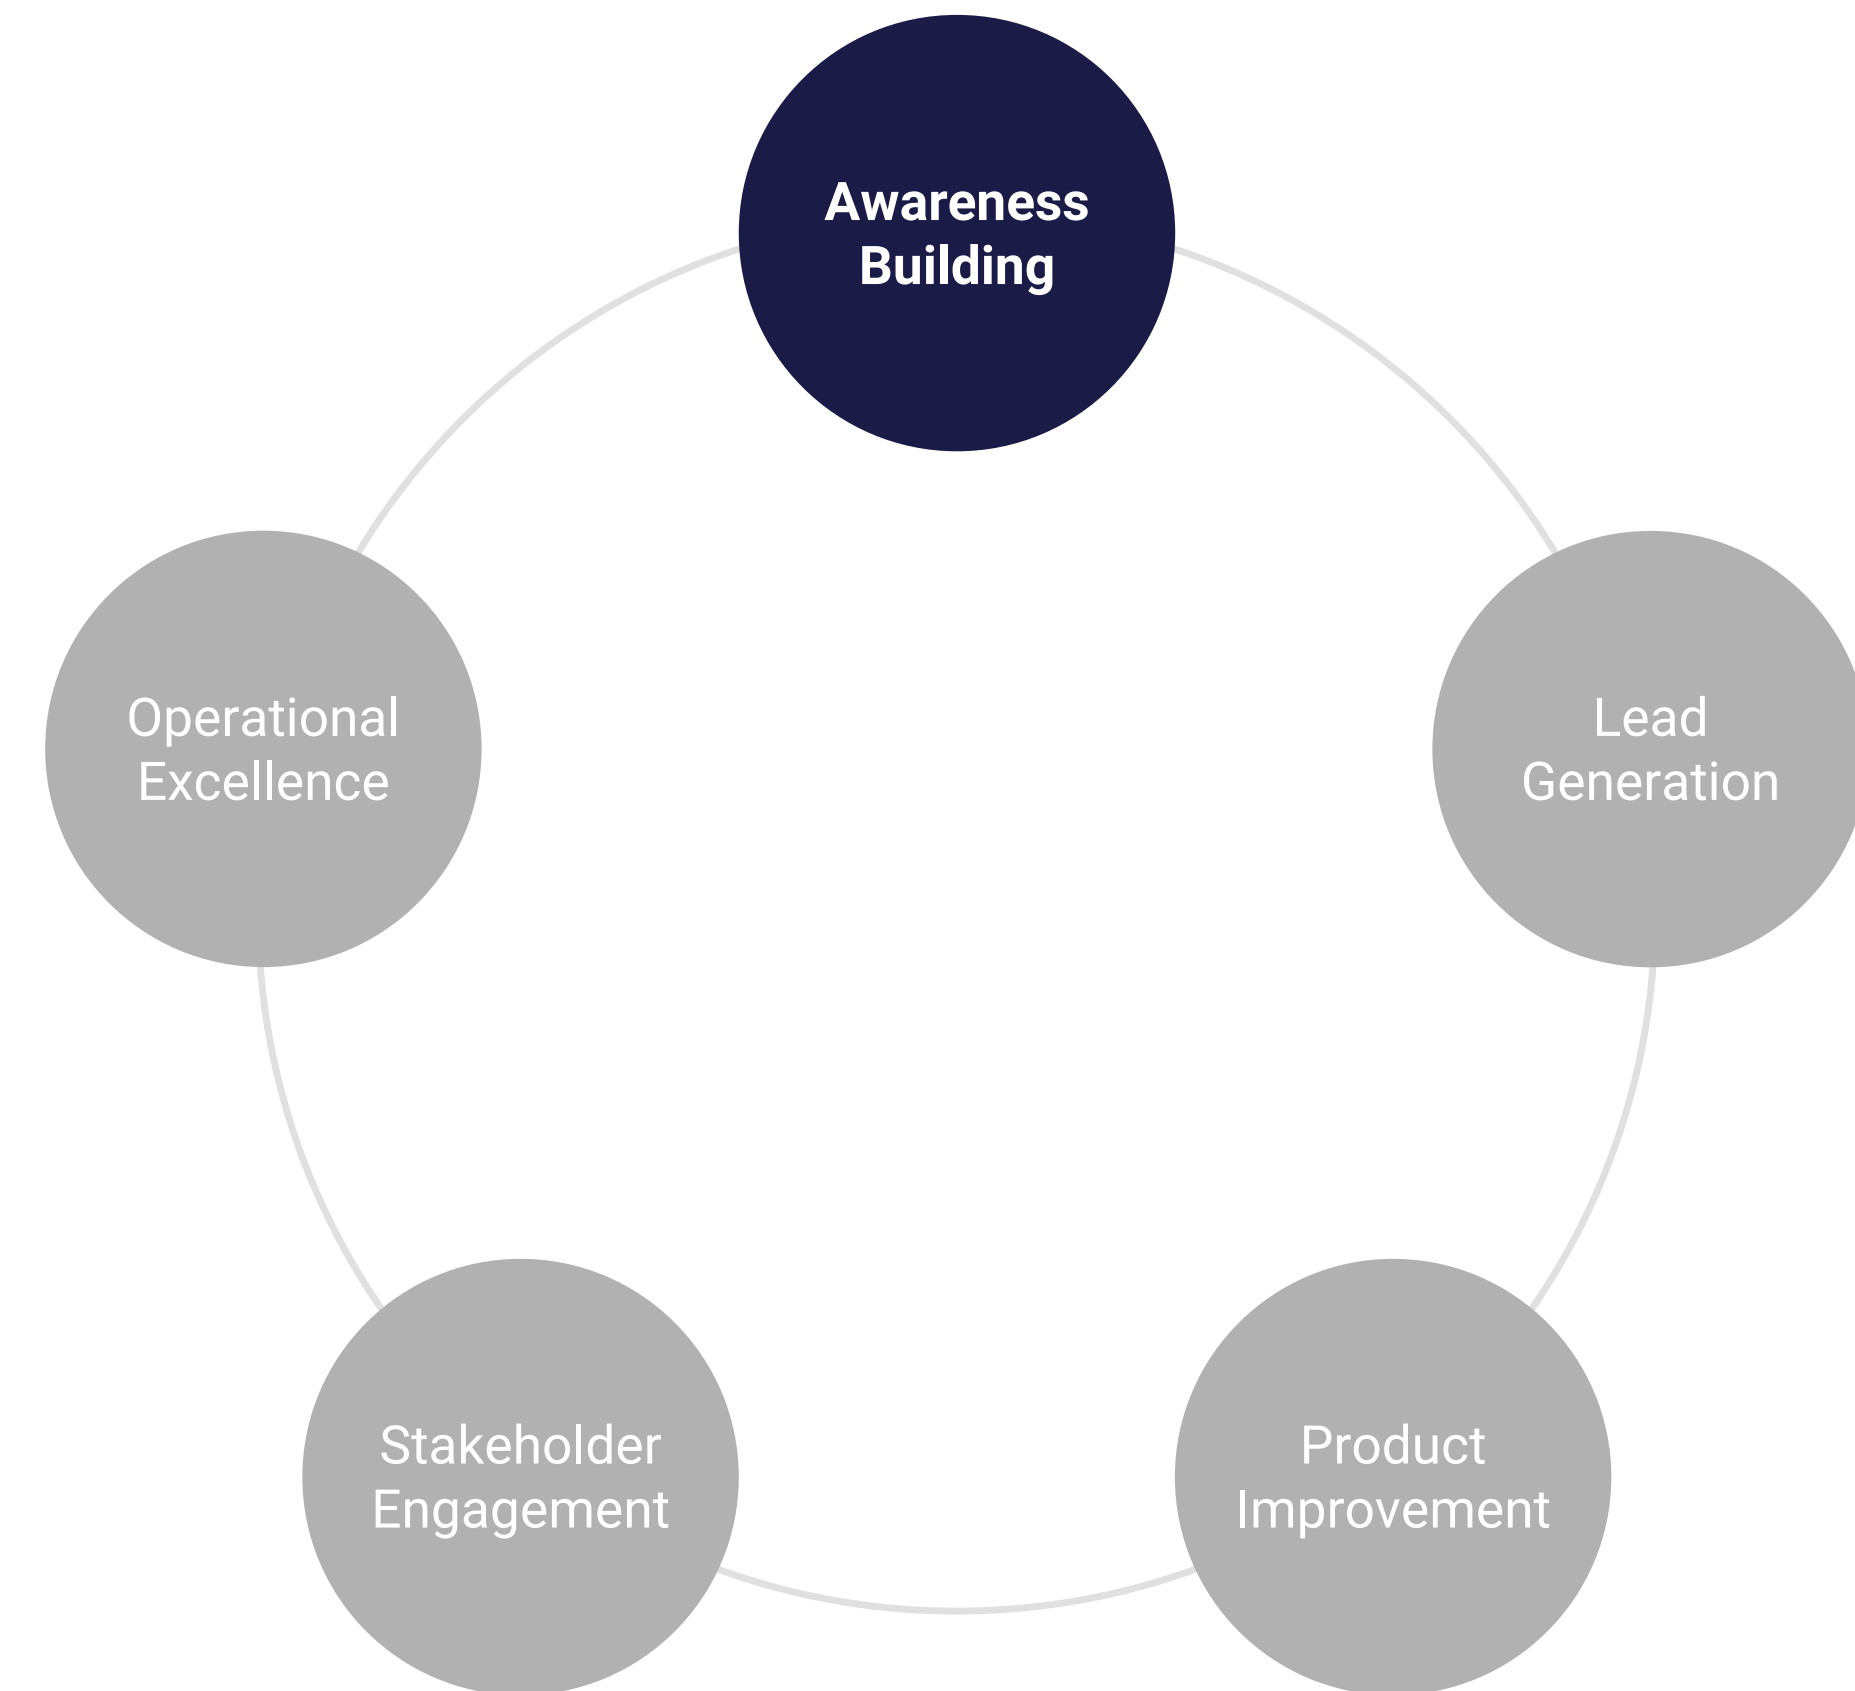 Awareness
Building
Operational
Excellence
Lead
Generation
Stakeholder
Engagement
Product
Improvement